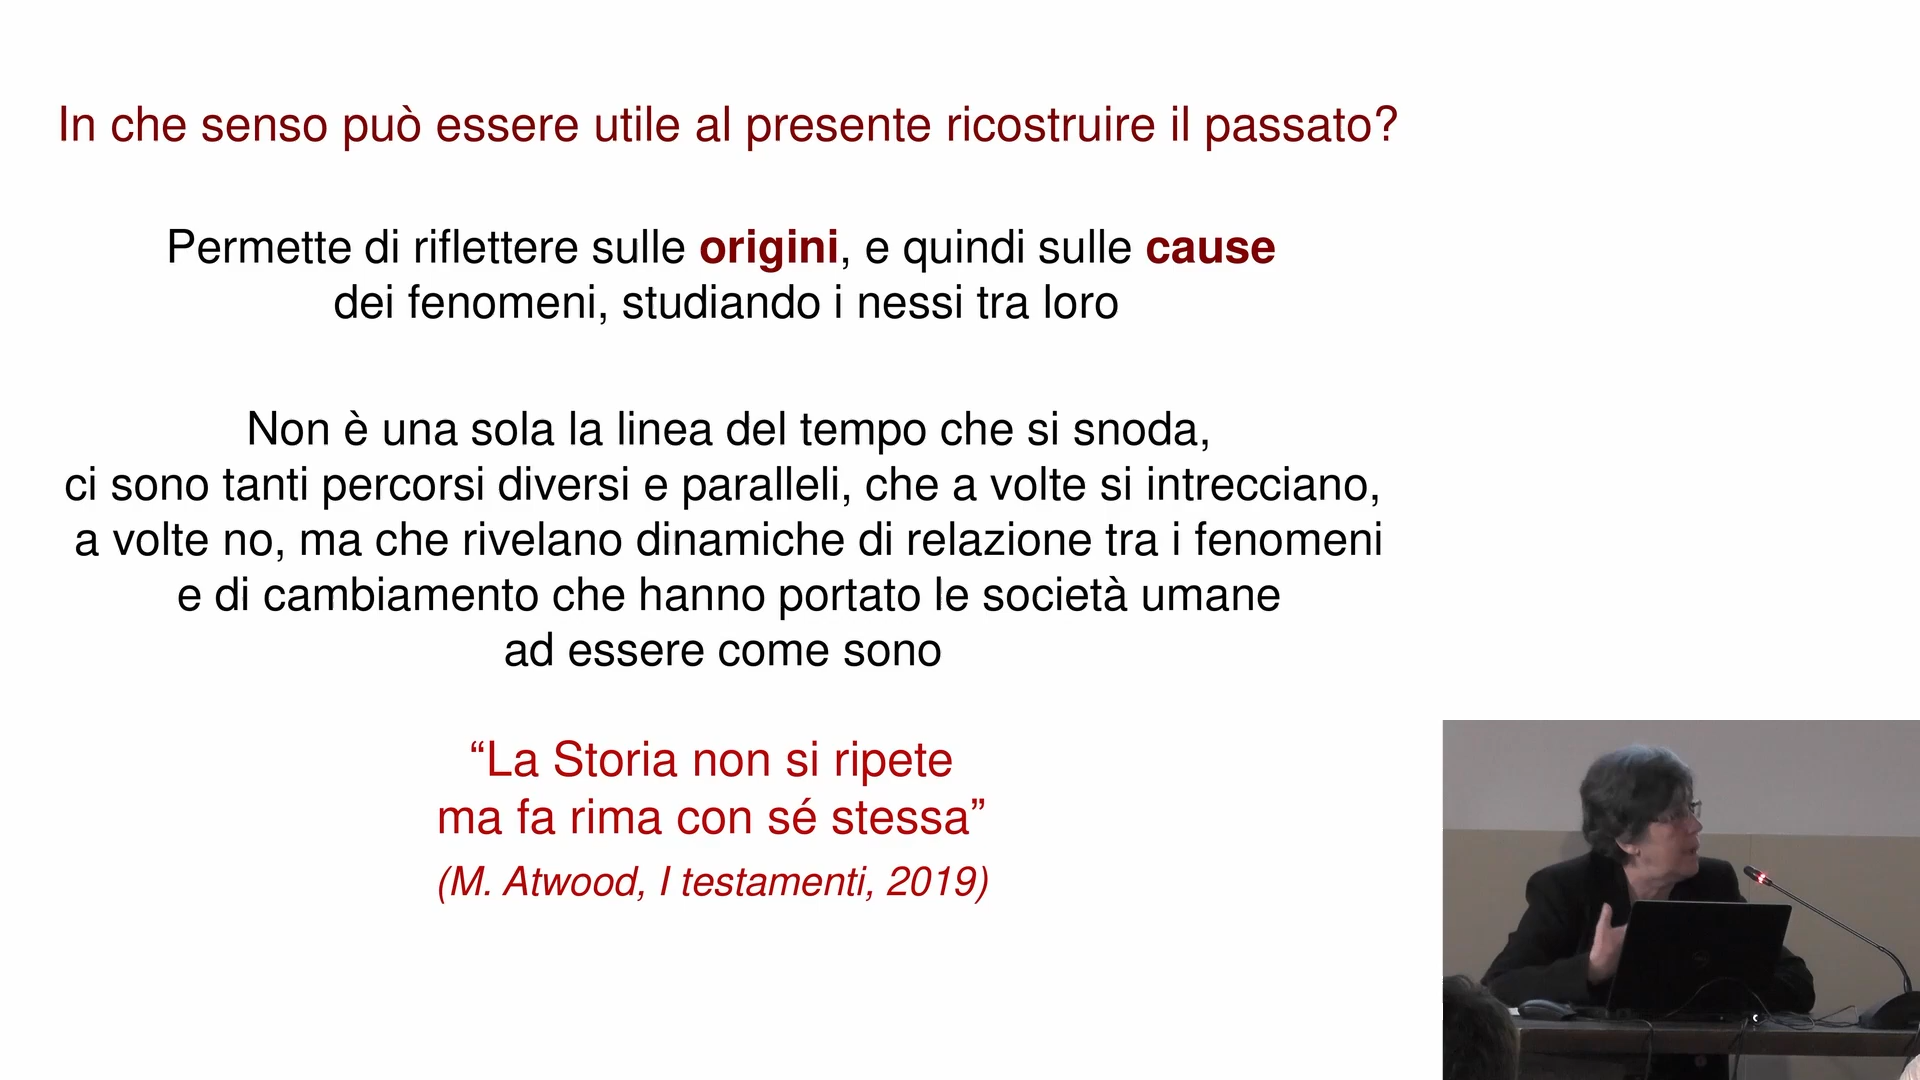 In che senso può essere utile al presente ricostruire il passato?
Permette di riflettere sulle origini, e quindi sulle cause
dei fenomeni, studiando i nessi tra loro
Non è una sola la linea del tempo che si snoda,
ci sono tanti percorsi diversi e paralleli, che a volte si intrecciano,
a volte no, ma che rivelano dinamiche di relazione tra i fenomeni
e di cambiamento che hanno portato le società umane
ad essere come sono
“La Storia non si ripete
ma fa rima con sé stessa”
(M. Atwood, I testamenti, 2019)